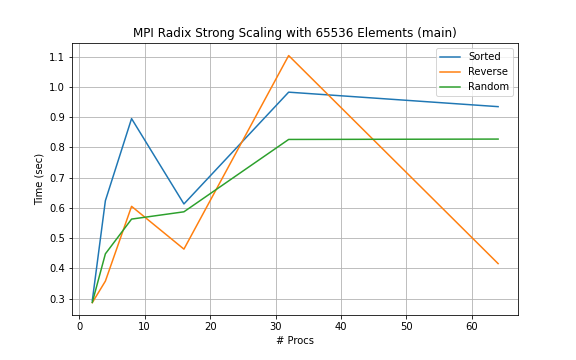 MPI Radix Strong Scaling with 65536 Elements (main)
Sorted
Reverse
Random
Time (sec)
1.1
1.0
0.9
0.8
0.7
0.6
0.5
0.4
0.3
0 10 20 30 40 50 60
# Procs